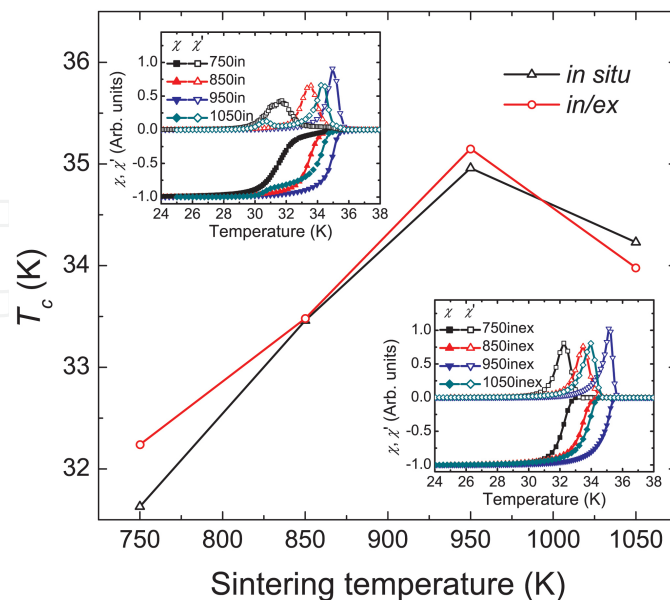 36
35
34
33
32
T_c (K)
750 800 850 900 950 1000 1050
Sintering temperature (K)
in situ
in/ex
χ χ'
750in
850in
950in
1050in
1.0
0.5
0.0
-0.5
-1.0
χ, χ' (Arb. units)
24 26 28 30 32 34 36 38
Temperature (K)
χ χ'
750inex
850inex
950inex
1050inex
1.0
0.5
0.0
-0.5
-1.0
χ, χ' (Arb. units)
24 26 28 30 32 34 36 38
Temperature (K)